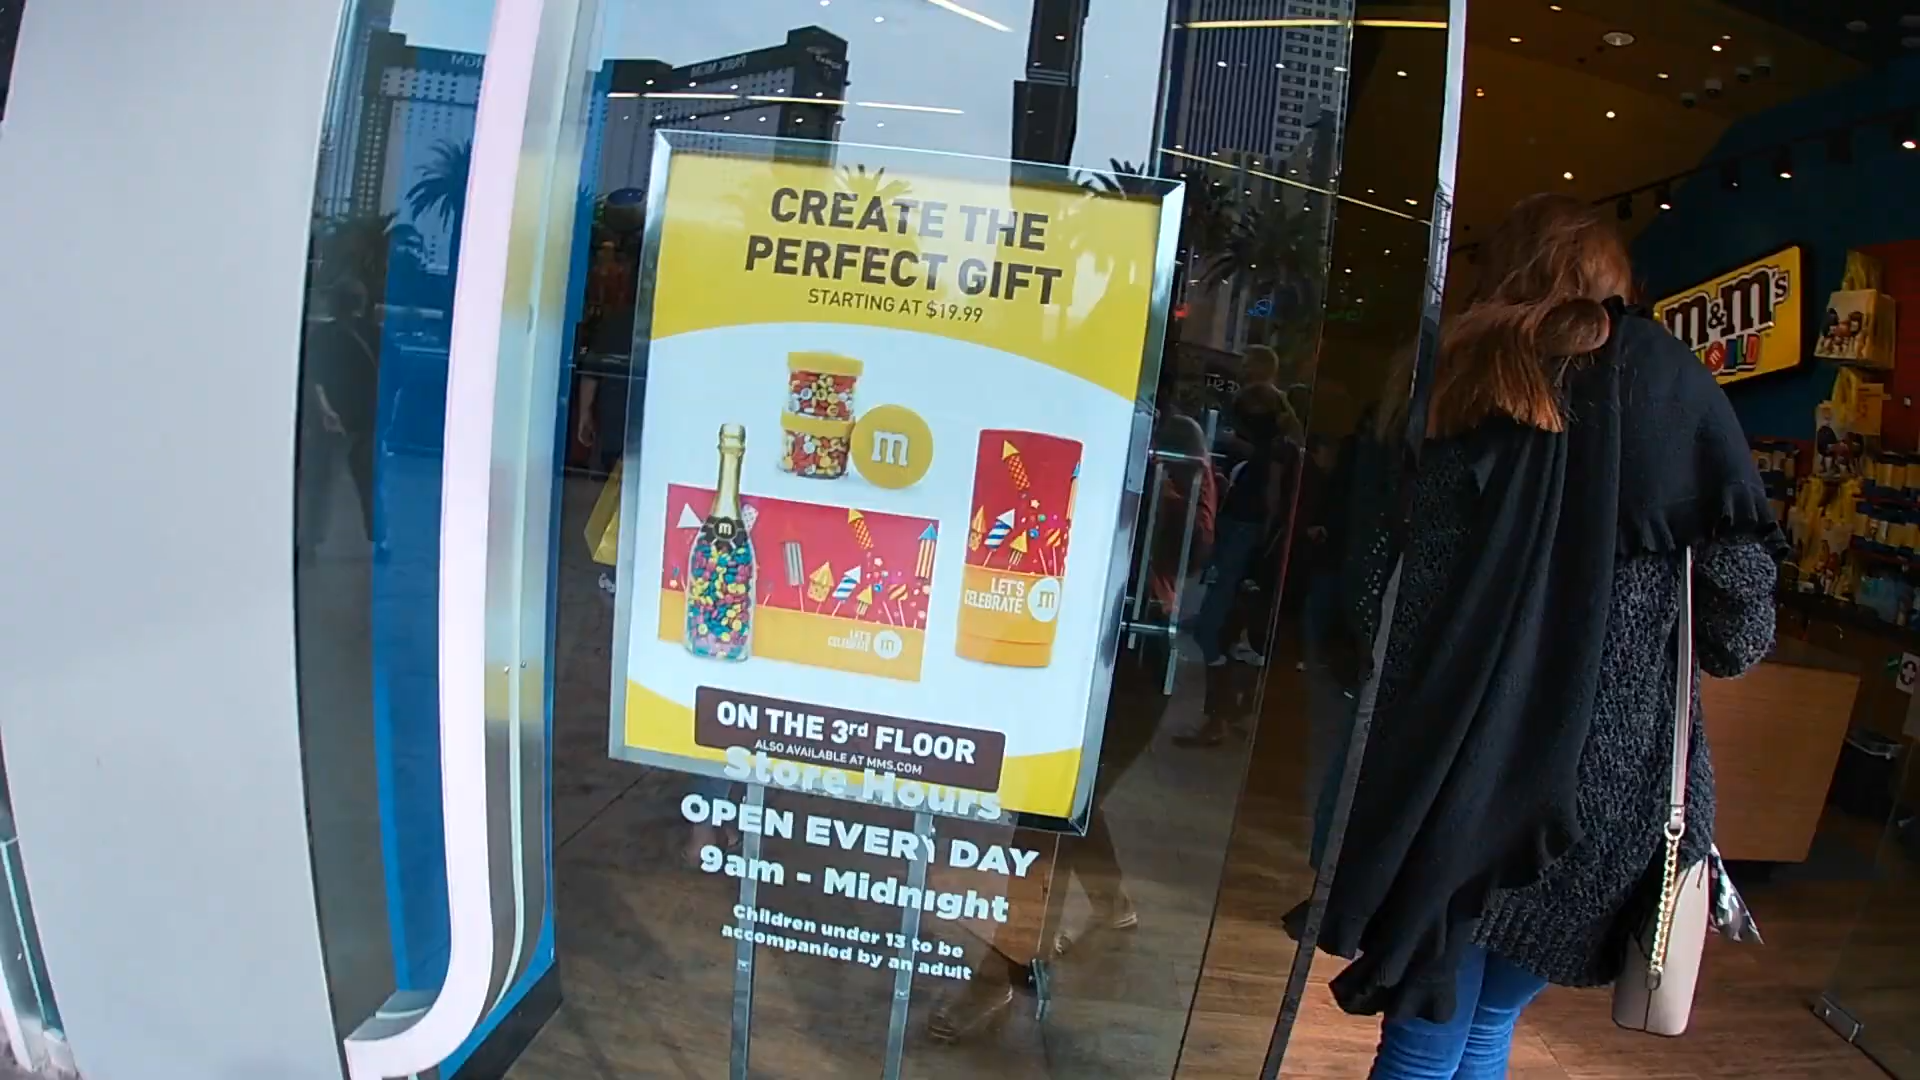 CREATE THE
PERFECT GIFT
STARTING AT $19.99
m
m
LET'S
CELEBRATE
m
LET'S
CELEBRATE
m
ON THE 3rd FLOOR
ALSO AVAILABLE AT MMS.COM
Store Hours
OPEN EVERY DAY
9am - Midnight
Children under 13 to be
accompanied by an adult
m&m's
WORLD
PARK MGM